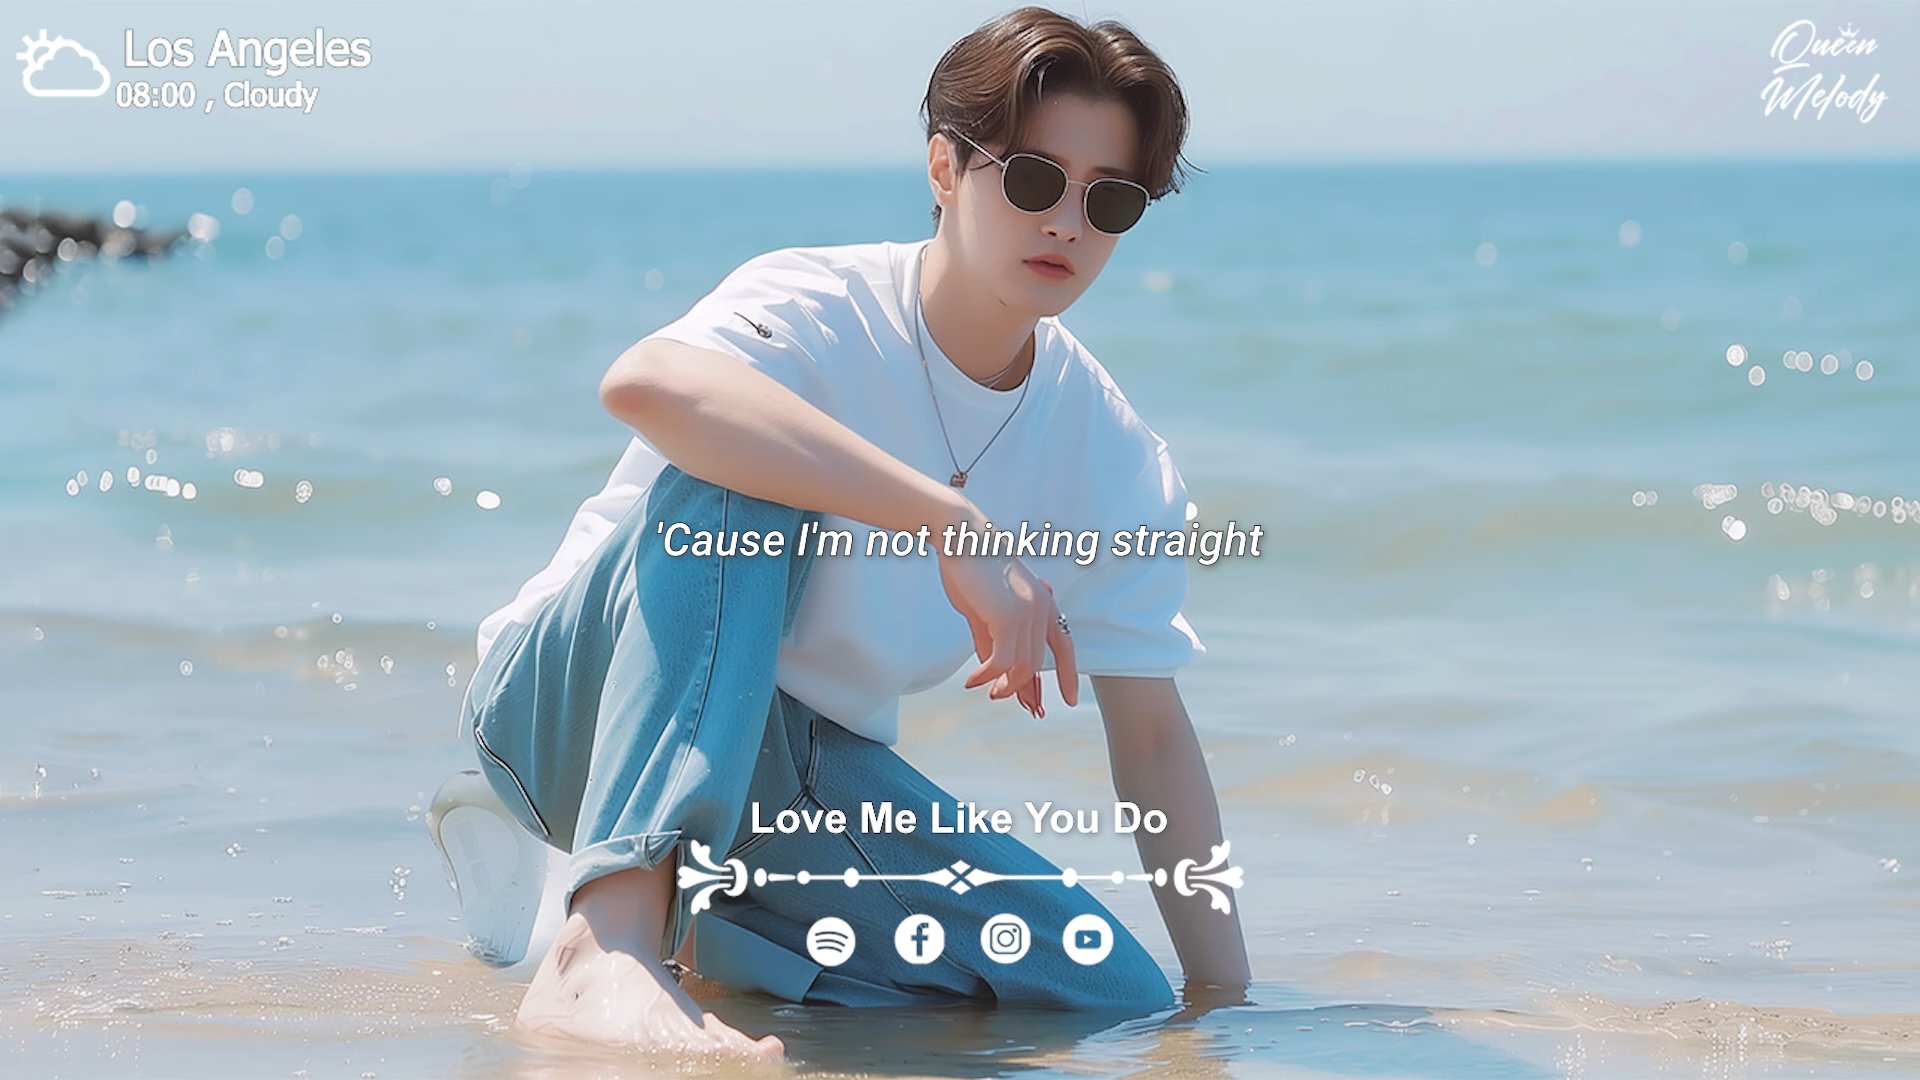 Los Angeles
08:00 , Cloudy
Queen
Melody
'Cause I'm not thinking straight
Love Me Like You Do